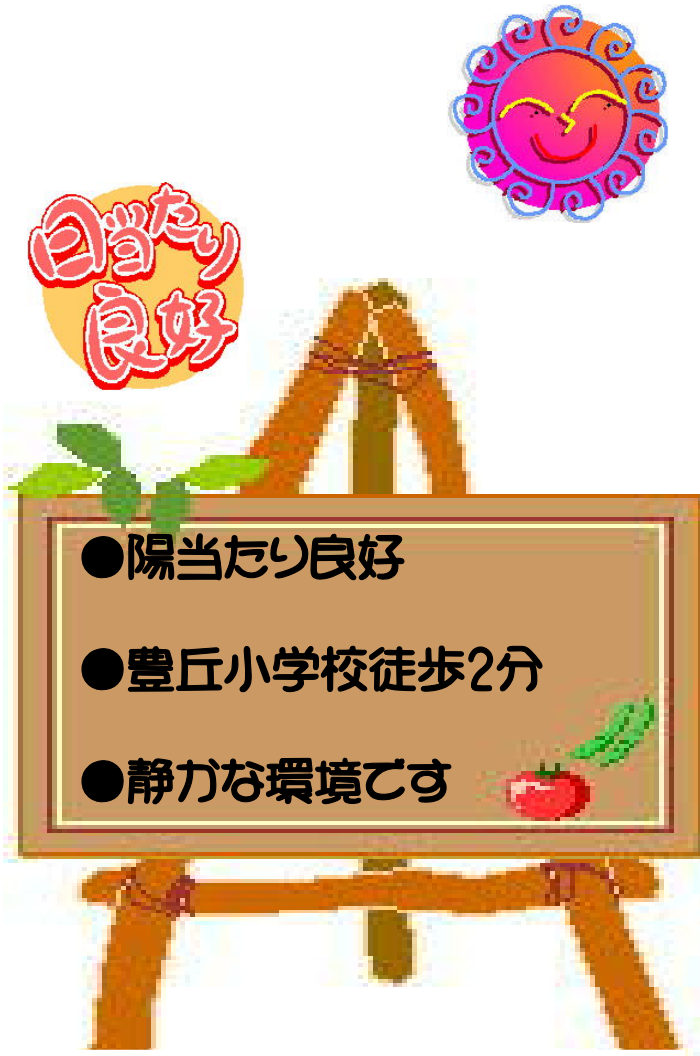 日当たり
良好
●陽当たり良好
●豊丘小学校徒歩2分
●静かな環境です